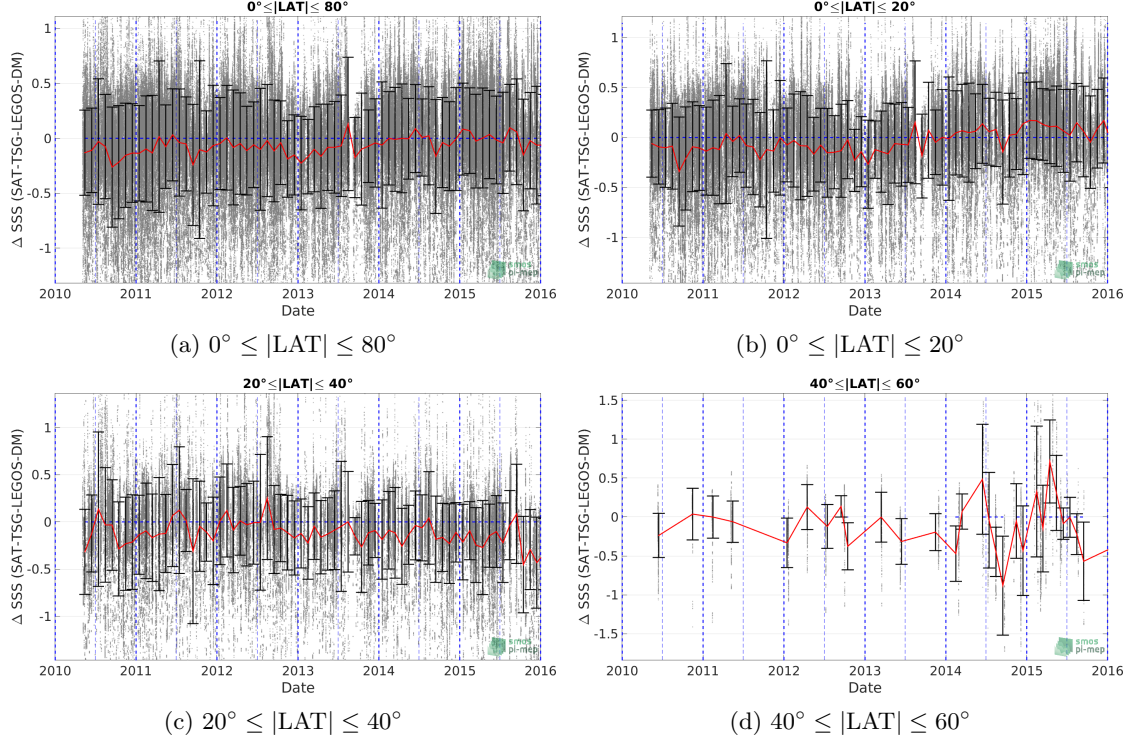 0°≤|LAT|≤ 80°
Δ SSS (SAT-TSG-LEGOS-DM)
1
0.5
0
-0.5
-1
2010 2011 2012 2013 2014 2015 2016
Date
smos
pi-mep
(a) 0° ≤ |LAT| ≤ 80°
0°≤|LAT|≤ 20°
Δ SSS (SAT-TSG-LEGOS-DM)
1
0.5
0
-0.5
-1
2010 2011 2012 2013 2014 2015 2016
Date
smos
pi-mep
(b) 0° ≤ |LAT| ≤ 20°
20°≤|LAT|≤ 40°
Δ SSS (SAT-TSG-LEGOS-DM)
1
0.5
0
-0.5
-1
2010 2011 2012 2013 2014 2015 2016
Date
smos
pi-mep
(c) 20° ≤ |LAT| ≤ 40°
40°≤|LAT|≤ 60°
Δ SSS (SAT-TSG-LEGOS-DM)
1.5
1
0.5
0
-0.5
-1
-1.5
2010 2011 2012 2013 2014 2015 2016
Date
smos
pi-mep
(d) 40° ≤ |LAT| ≤ 60°